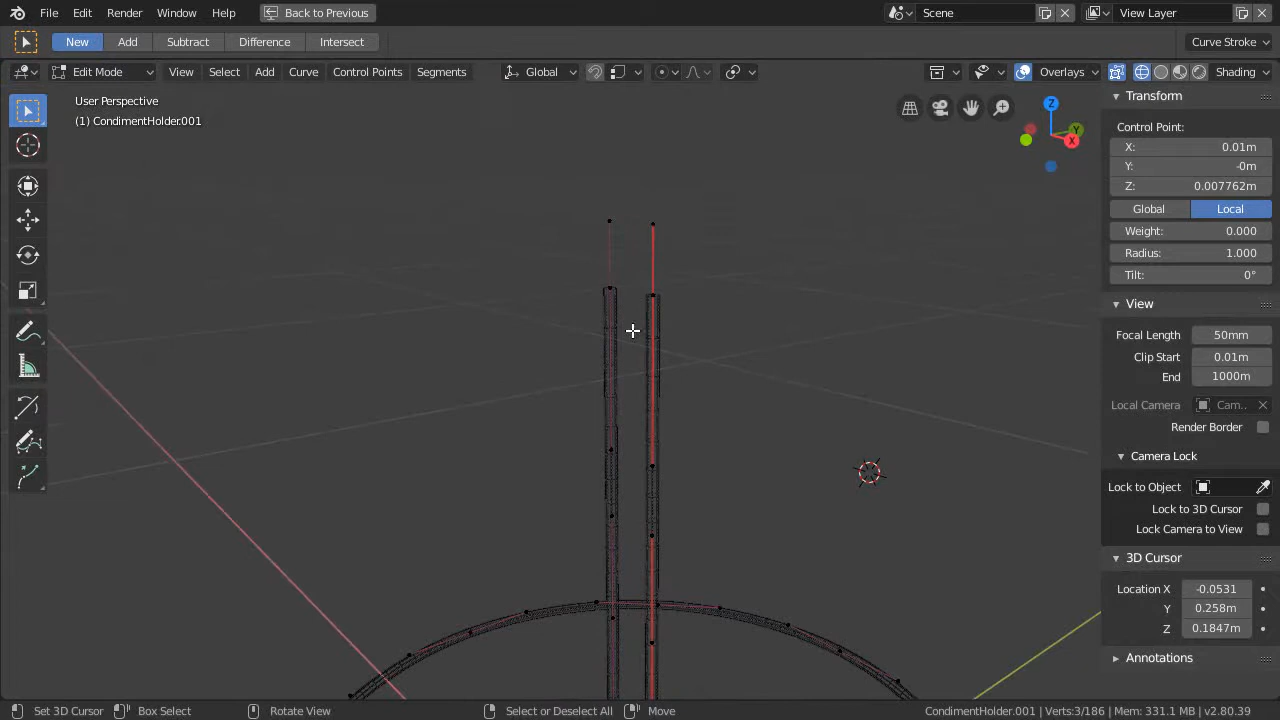 File Edit Render Window Help Back to Previous Scene View Layer
New Add Subtract Difference Intersect Curve Stroke
Edit Mode View Select Add Curve Control Points Segments Global Overlays Shading
User Perspective
(1) CondimentHolder.001
Z
Y
X
Transform
Control Point:
X: 0.01m
Y: -0m
Z: 0.007762m
Global Local
Weight: 0.000
Radius: 1.000
Tilt: 0°
View
Focal Length 50mm
Clip Start 0.01m
End 1000m
Local Camera Cam..
Render Border
Camera Lock
Lock to Object
Lock to 3D Cursor
Lock Camera to View
3D Cursor
Location X -0.0531
Y 0.258m
Z 0.1847m
Annotations
Set 3D Cursor Box Select Rotate View Select or Deselect All Move CondimentHolder.001 | Verts:3/186 | Mem: 331.1 MB | v2.80.39